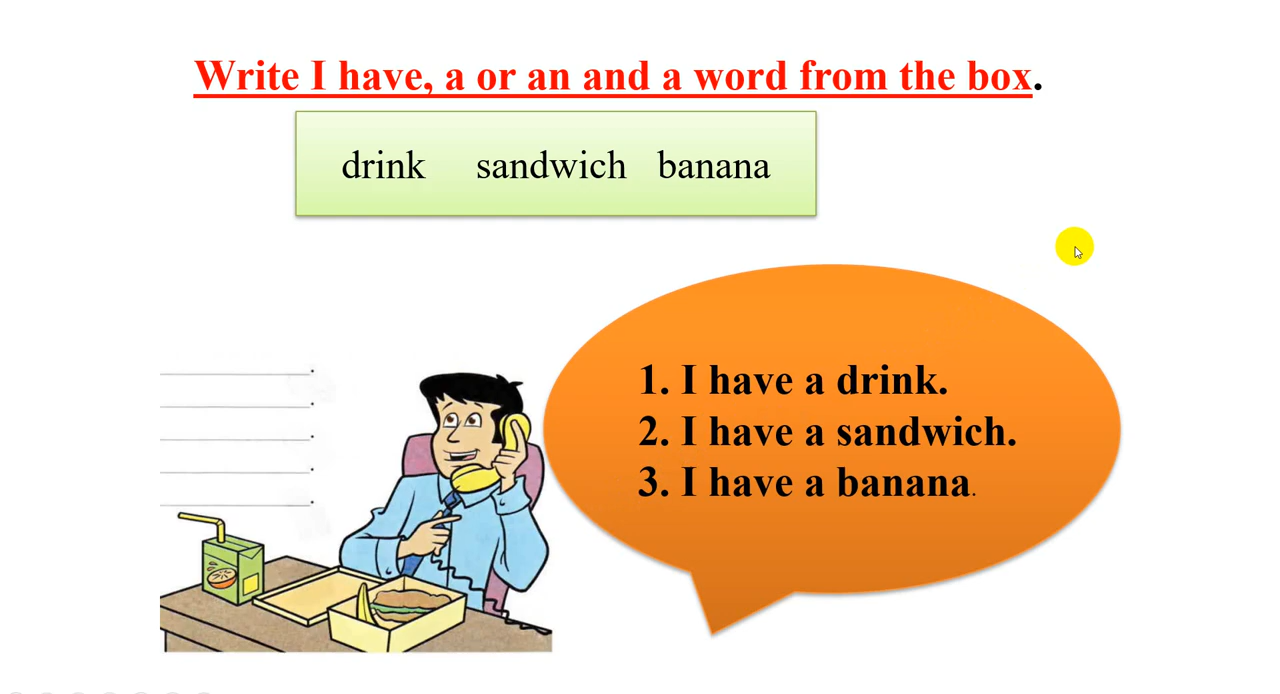 Write I have, a or an and a word from the box.
drink sandwich banana
1. I have a drink.
2. I have a sandwich.
3. I have a banana.